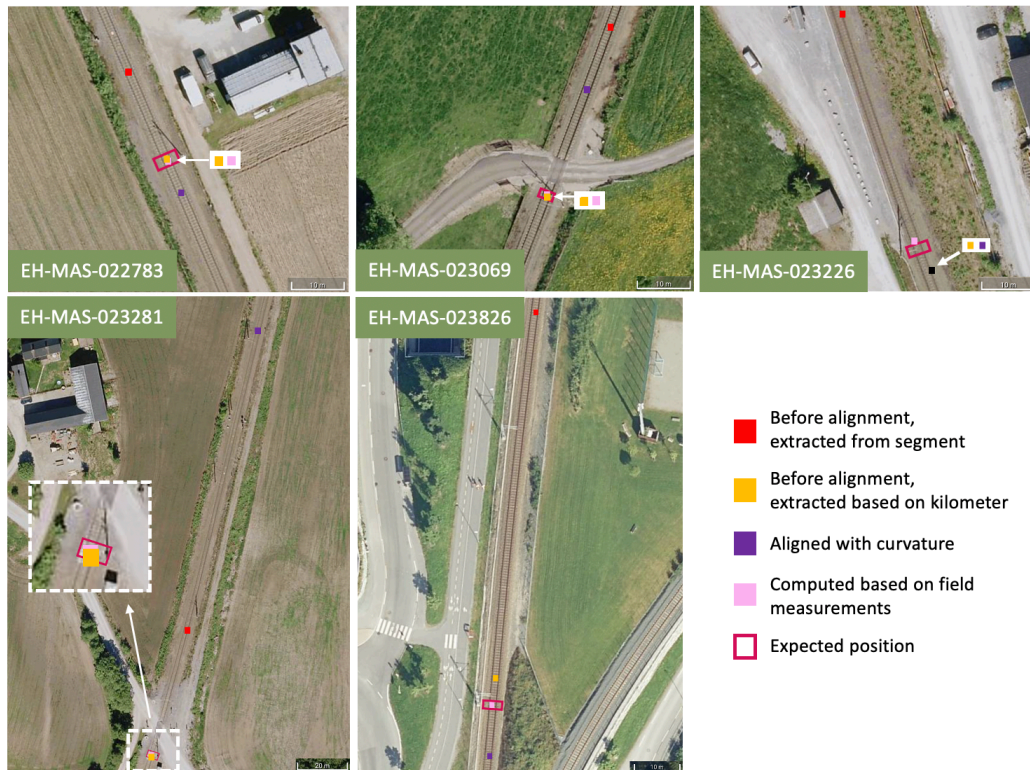 EH-MAS-022783
10 m
EH-MAS-023069
10 m
EH-MAS-023226
10 m
EH-MAS-023281
20 m
EH-MAS-023826
10 m
Before alignment,
extracted from segment
Before alignment,
extracted based on kilometer
Aligned with curvature
Computed based on field
measurements
Expected position